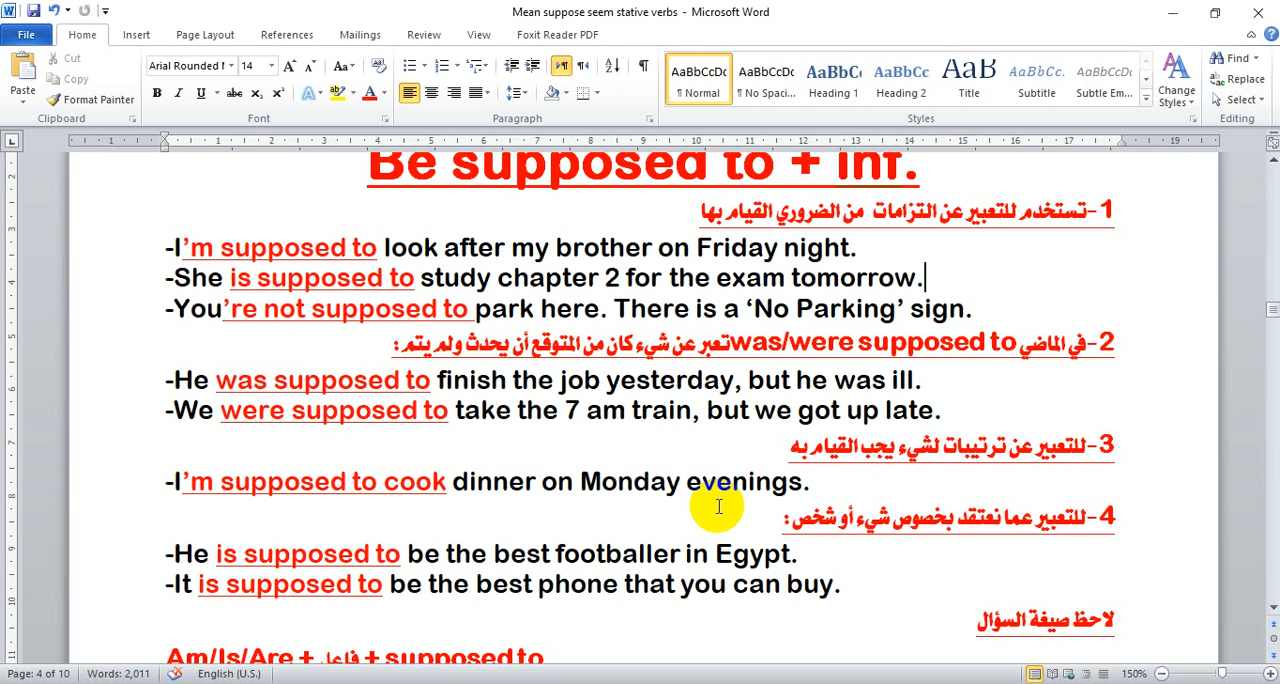 Mean suppose seem stative verbs - Microsoft Word
File Home Insert Page Layout References Mailings Review View Foxit Reader PDF
Cut
Copy
Format Painter
Paste
Clipboard
Arial Rounded 14
Font
Paragraph
AaBbCcDc AaBbCcDc AaBbC AaBbCc AaB AaBbCc. AaBbCcDc
¶ Normal ¶ No Spaci... Heading 1 Heading 2 Title Subtitle Subtle Em...
Change Styles
Styles
Find
Replace
Select
Editing
Be supposed to + inf.
1-تستخدم للتعبير عن التزامات من الضروري القيام بها
-I'm supposed to look after my brother on Friday night.
-She is supposed to study chapter 2 for the exam tomorrow.
-You're not supposed to park here. There is a 'No Parking' sign.
2-في الماضي was/were supposed to تعبر عن شيء كان من المتوقع أن يحدث ولم يتم:
-He was supposed to finish the job yesterday, but he was ill.
-We were supposed to take the 7 am train, but we got up late.
3-للتعبير عن ترتيبات لشيء يجب القيام به
-I'm supposed to cook dinner on Monday evenings.
4-للتعبير عما نعتقد بخصوص شيء أو شخص:
-He is supposed to be the best footballer in Egypt.
-It is supposed to be the best phone that you can buy.
لاحظ صيغة السؤال
Am/Is/Are + فاعل + supposed to
Page: 4 of 10 Words: 2,011 English (U.S.) 150%